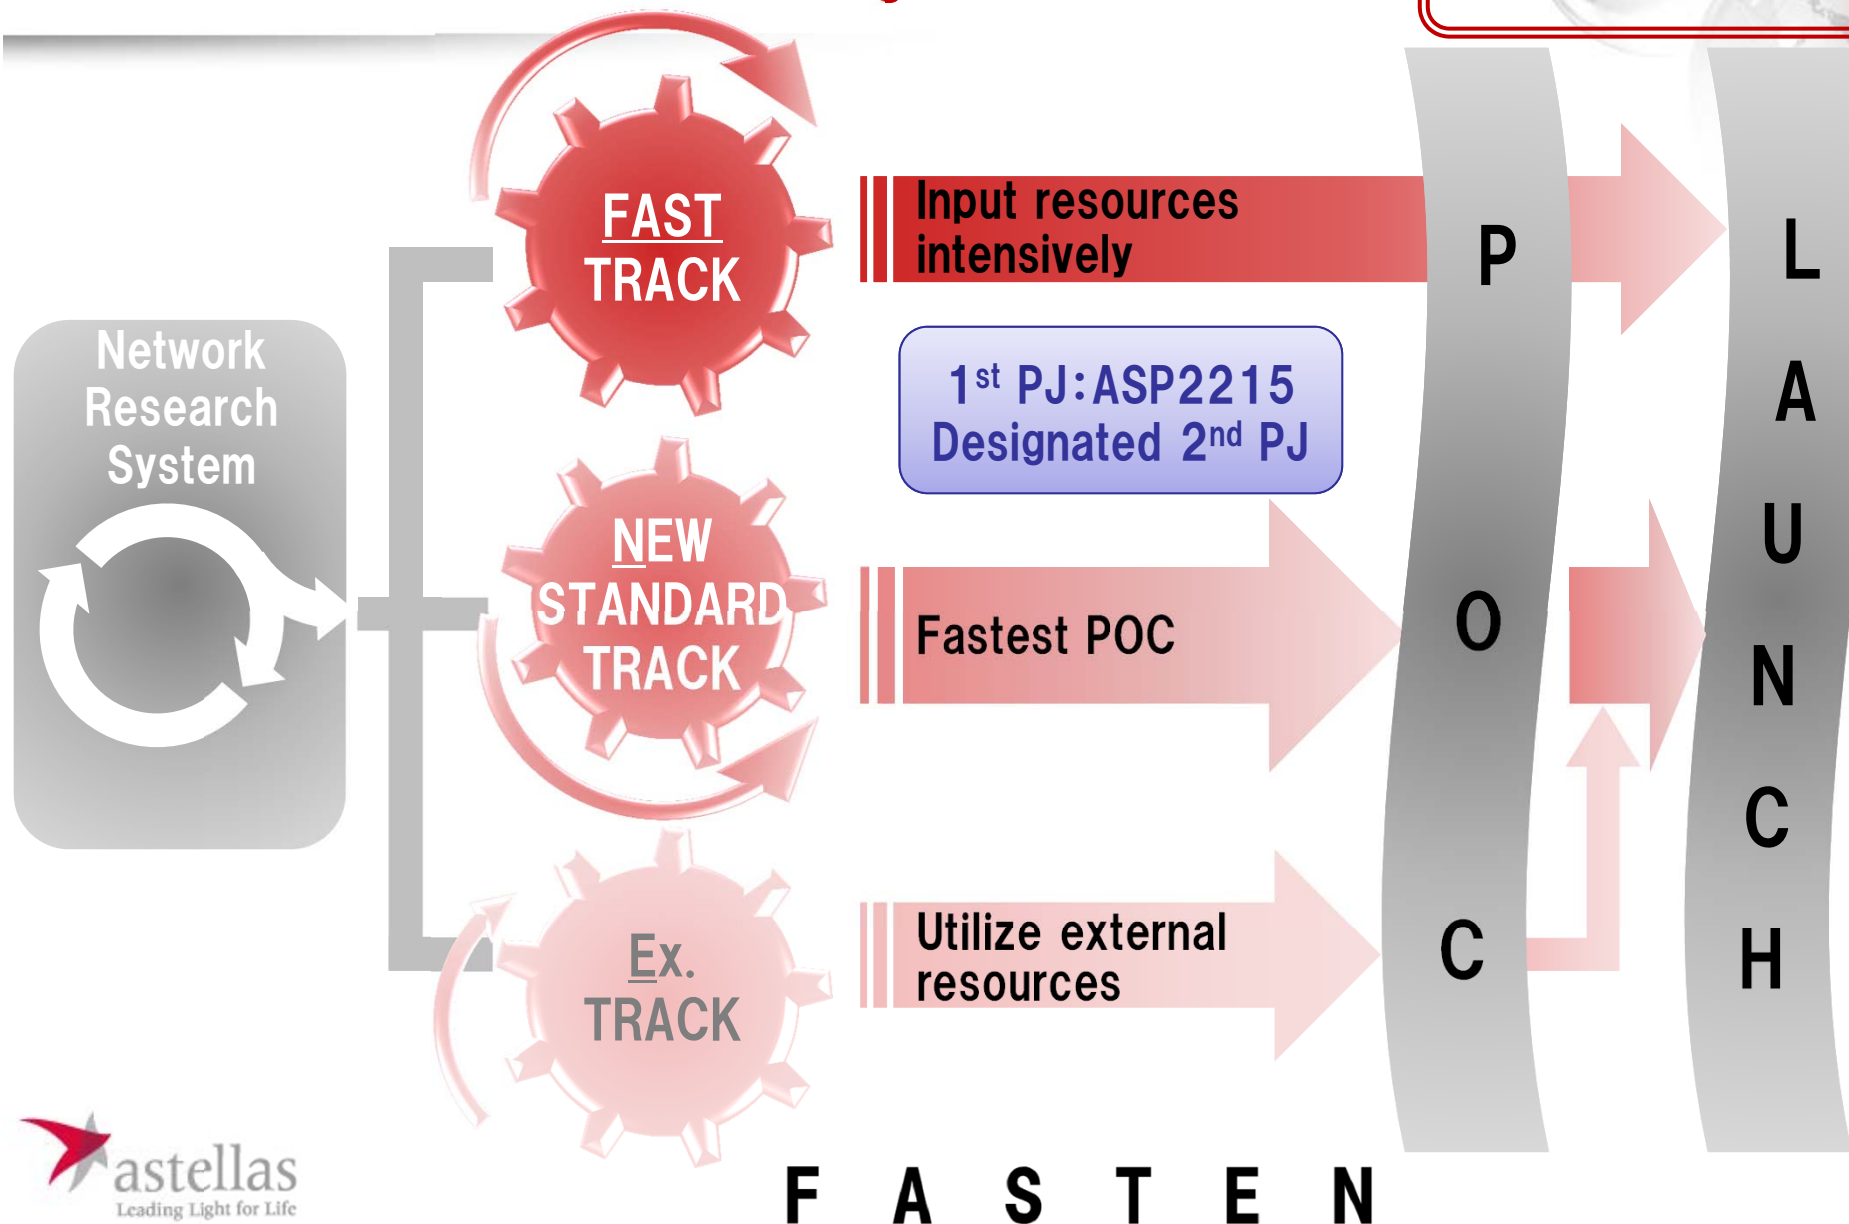 Network
Research
System
FAST
TRACK
Input resources
intensively
1st PJ:ASP2215
Designated 2nd PJ
NEW
STANDARD
TRACK
Fastest POC
Ex.
TRACK
Utilize external
resources
P
O
C
L
A
U
N
C
H
astellas
Leading Light for Life
F A S T E N